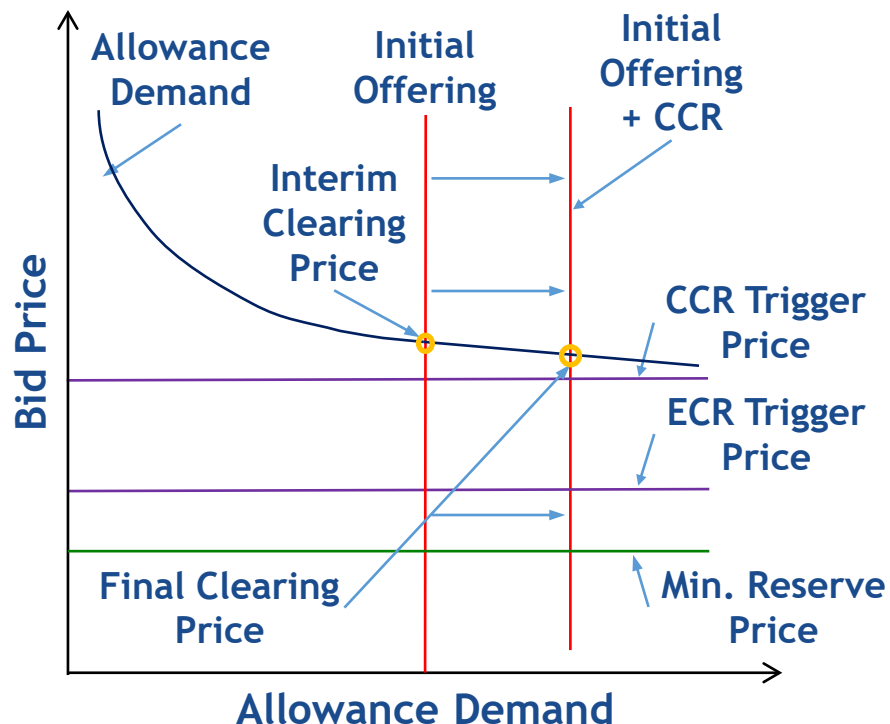 Allowance
Demand
Initial
Offering
Initial
Offering
+ CCR
Interim
Clearing
Price
CCR Trigger
Price
ECR Trigger
Price
Bid Price
Final Clearing
Price
Min. Reserve
Price
Allowance Demand